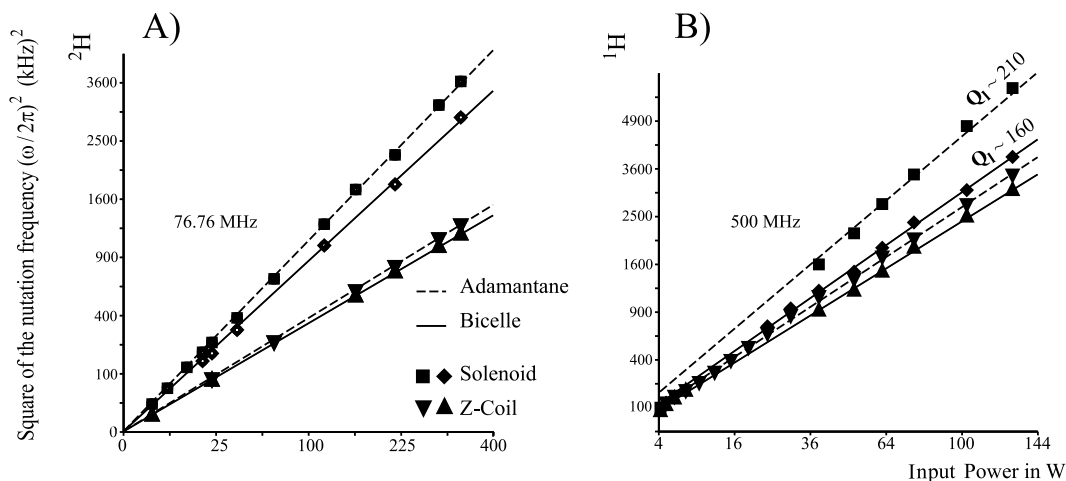 A)
²H
Square of the nutation frequency (ω/2π)² (kHz)²
3600
2500
1600
900
400
100
0
0 25 100 225 400
76.76 MHz
Adamantane
Bicelle
Solenoid
Z-Coil
B)
¹H
4900
3600
2500
1600
900
400
100
4 16 36 64 100 144
500 MHz
Q₁~210
Q₁~160
Input Power in W